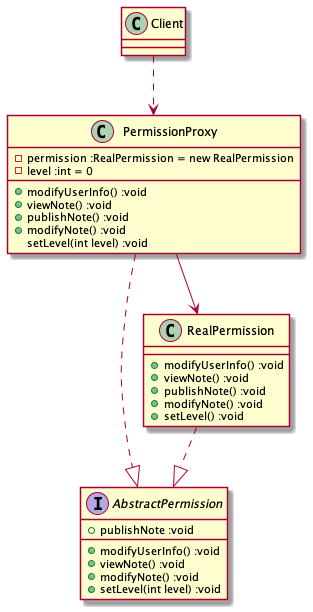 C Client
C PermissionProxy
permission :RealPermission = new RealPermission
level :int = 0
modifyUserInfo() :void
viewNote() :void
publishNote() :void
modifyNote() :void
setLevel(int level) :void
C RealPermission
modifyUserInfo() :void
viewNote() :void
publishNote() :void
modifyNote() :void
setLevel() :void
I AbstractPermission
publishNote :void
modifyUserInfo() :void
viewNote() :void
modifyNote() :void
setLevel(int level) :void